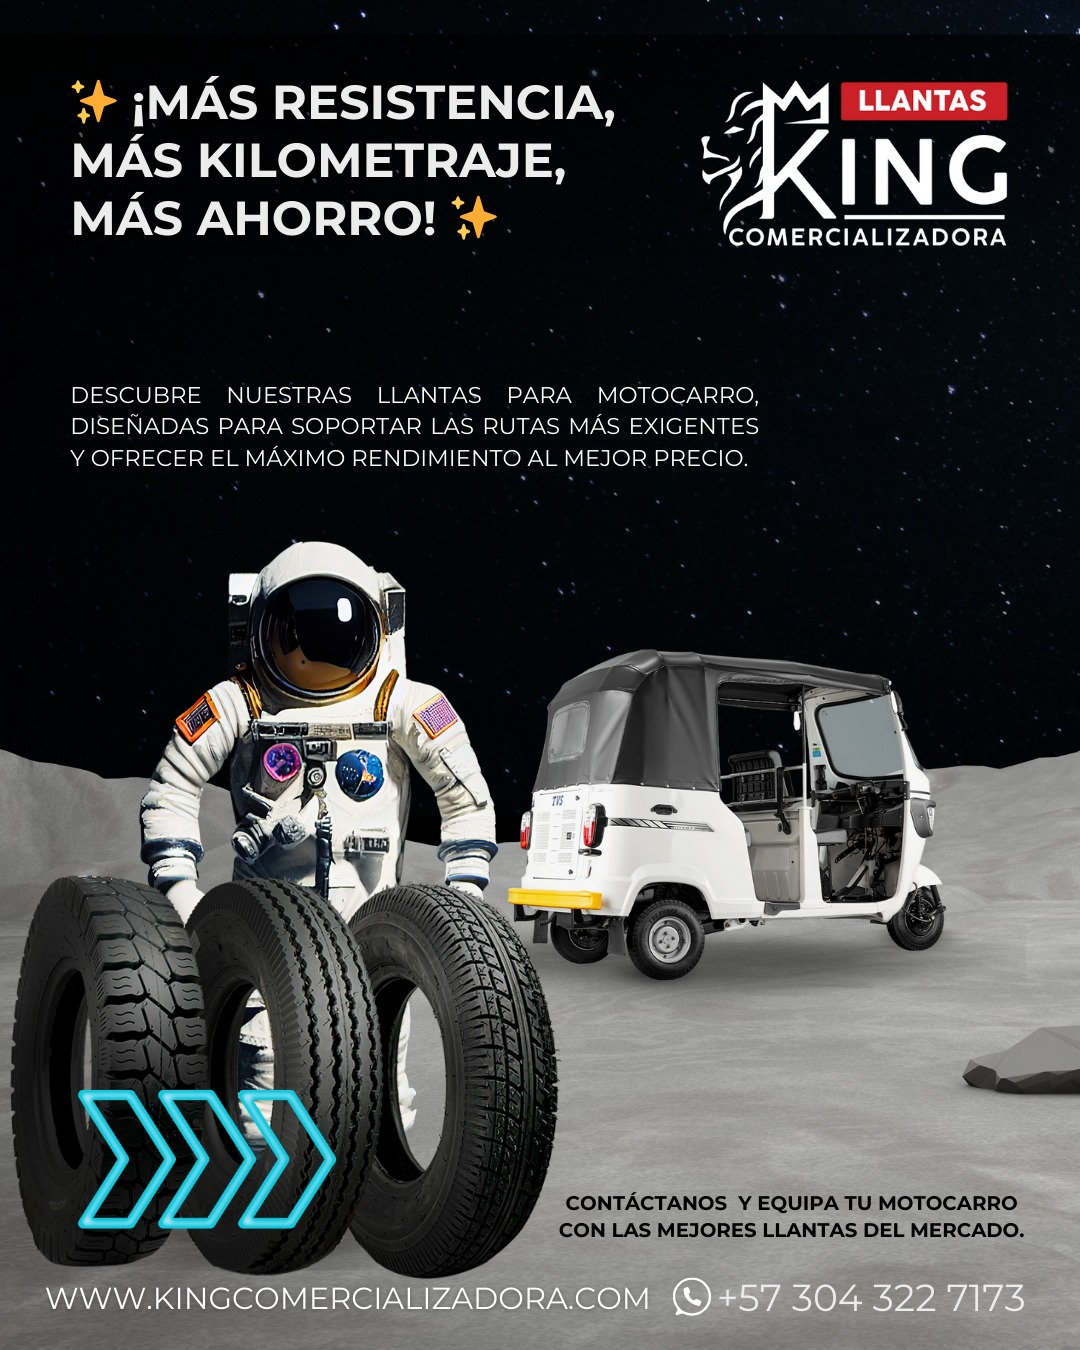 ✨ ¡MÁS RESISTENCIA,
MÁS KILOMETRAJE,
MÁS AHORRO! ✨
LLANTAS
KING
COMERCIALIZADORA
DESCUBRE NUESTRAS LLANTAS PARA MOTOCARRO,
DISEÑADAS PARA SOPORTAR LAS RUTAS MÁS EXIGENTES
Y OFRECER EL MÁXIMO RENDIMIENTO AL MEJOR PRECIO.
TVS
CONTÁCTANOS Y EQUIPA TU MOTOCARRO
CON LAS MEJORES LLANTAS DEL MERCADO.
WWW.KINGCOMERCIALIZADORA.COM
+57 304 322 7173